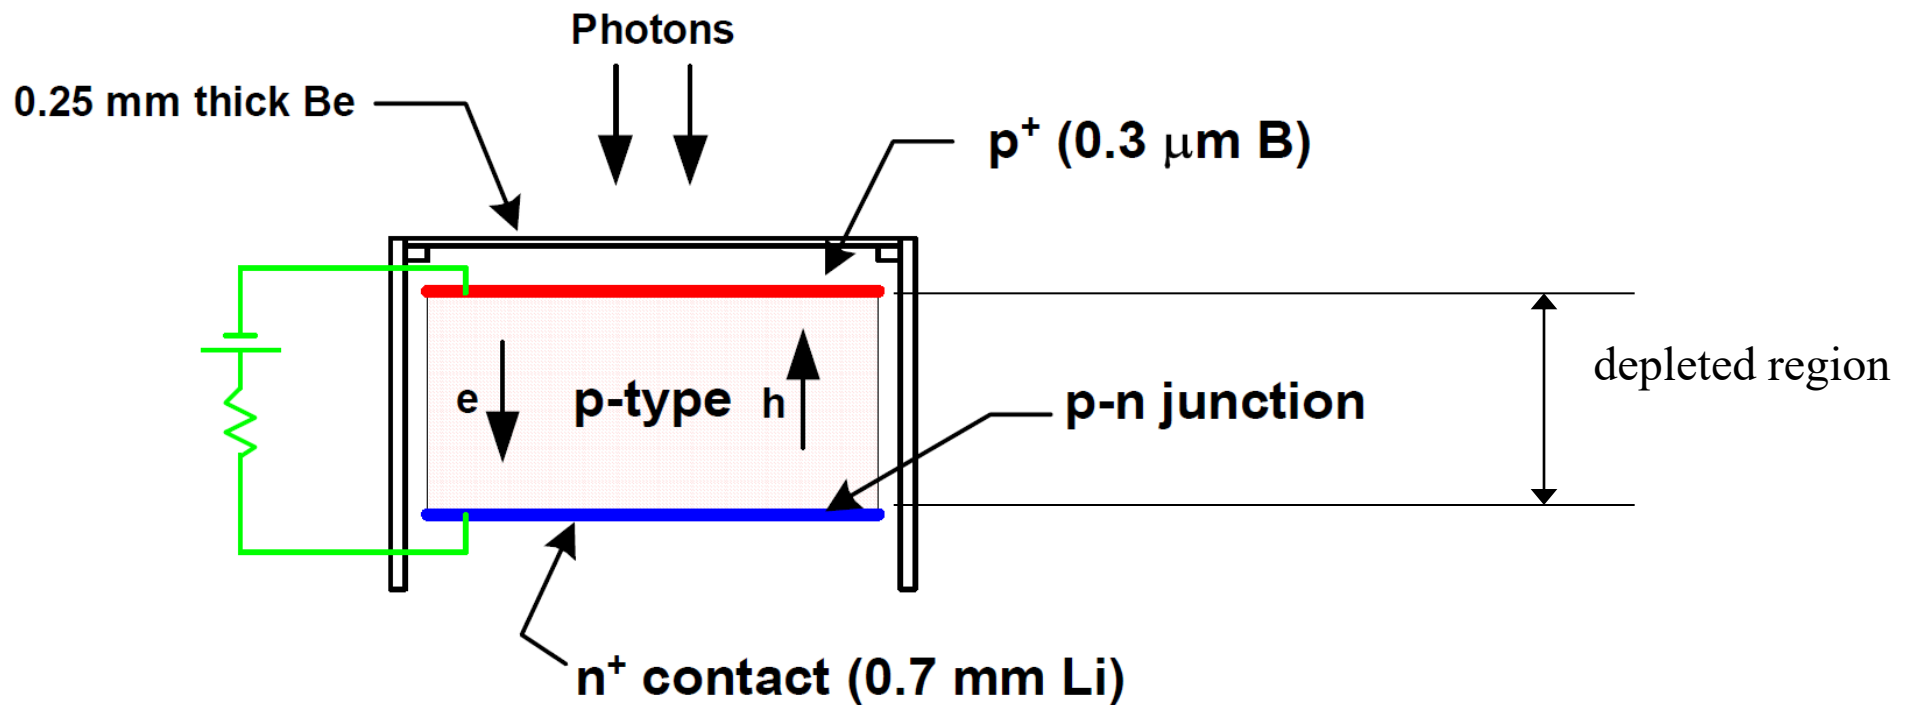 Photons
0.25 mm thick Be
p⁺ (0.3 μm B)
depleted region
e
p-type
h
p-n junction
n⁺ contact (0.7 mm Li)